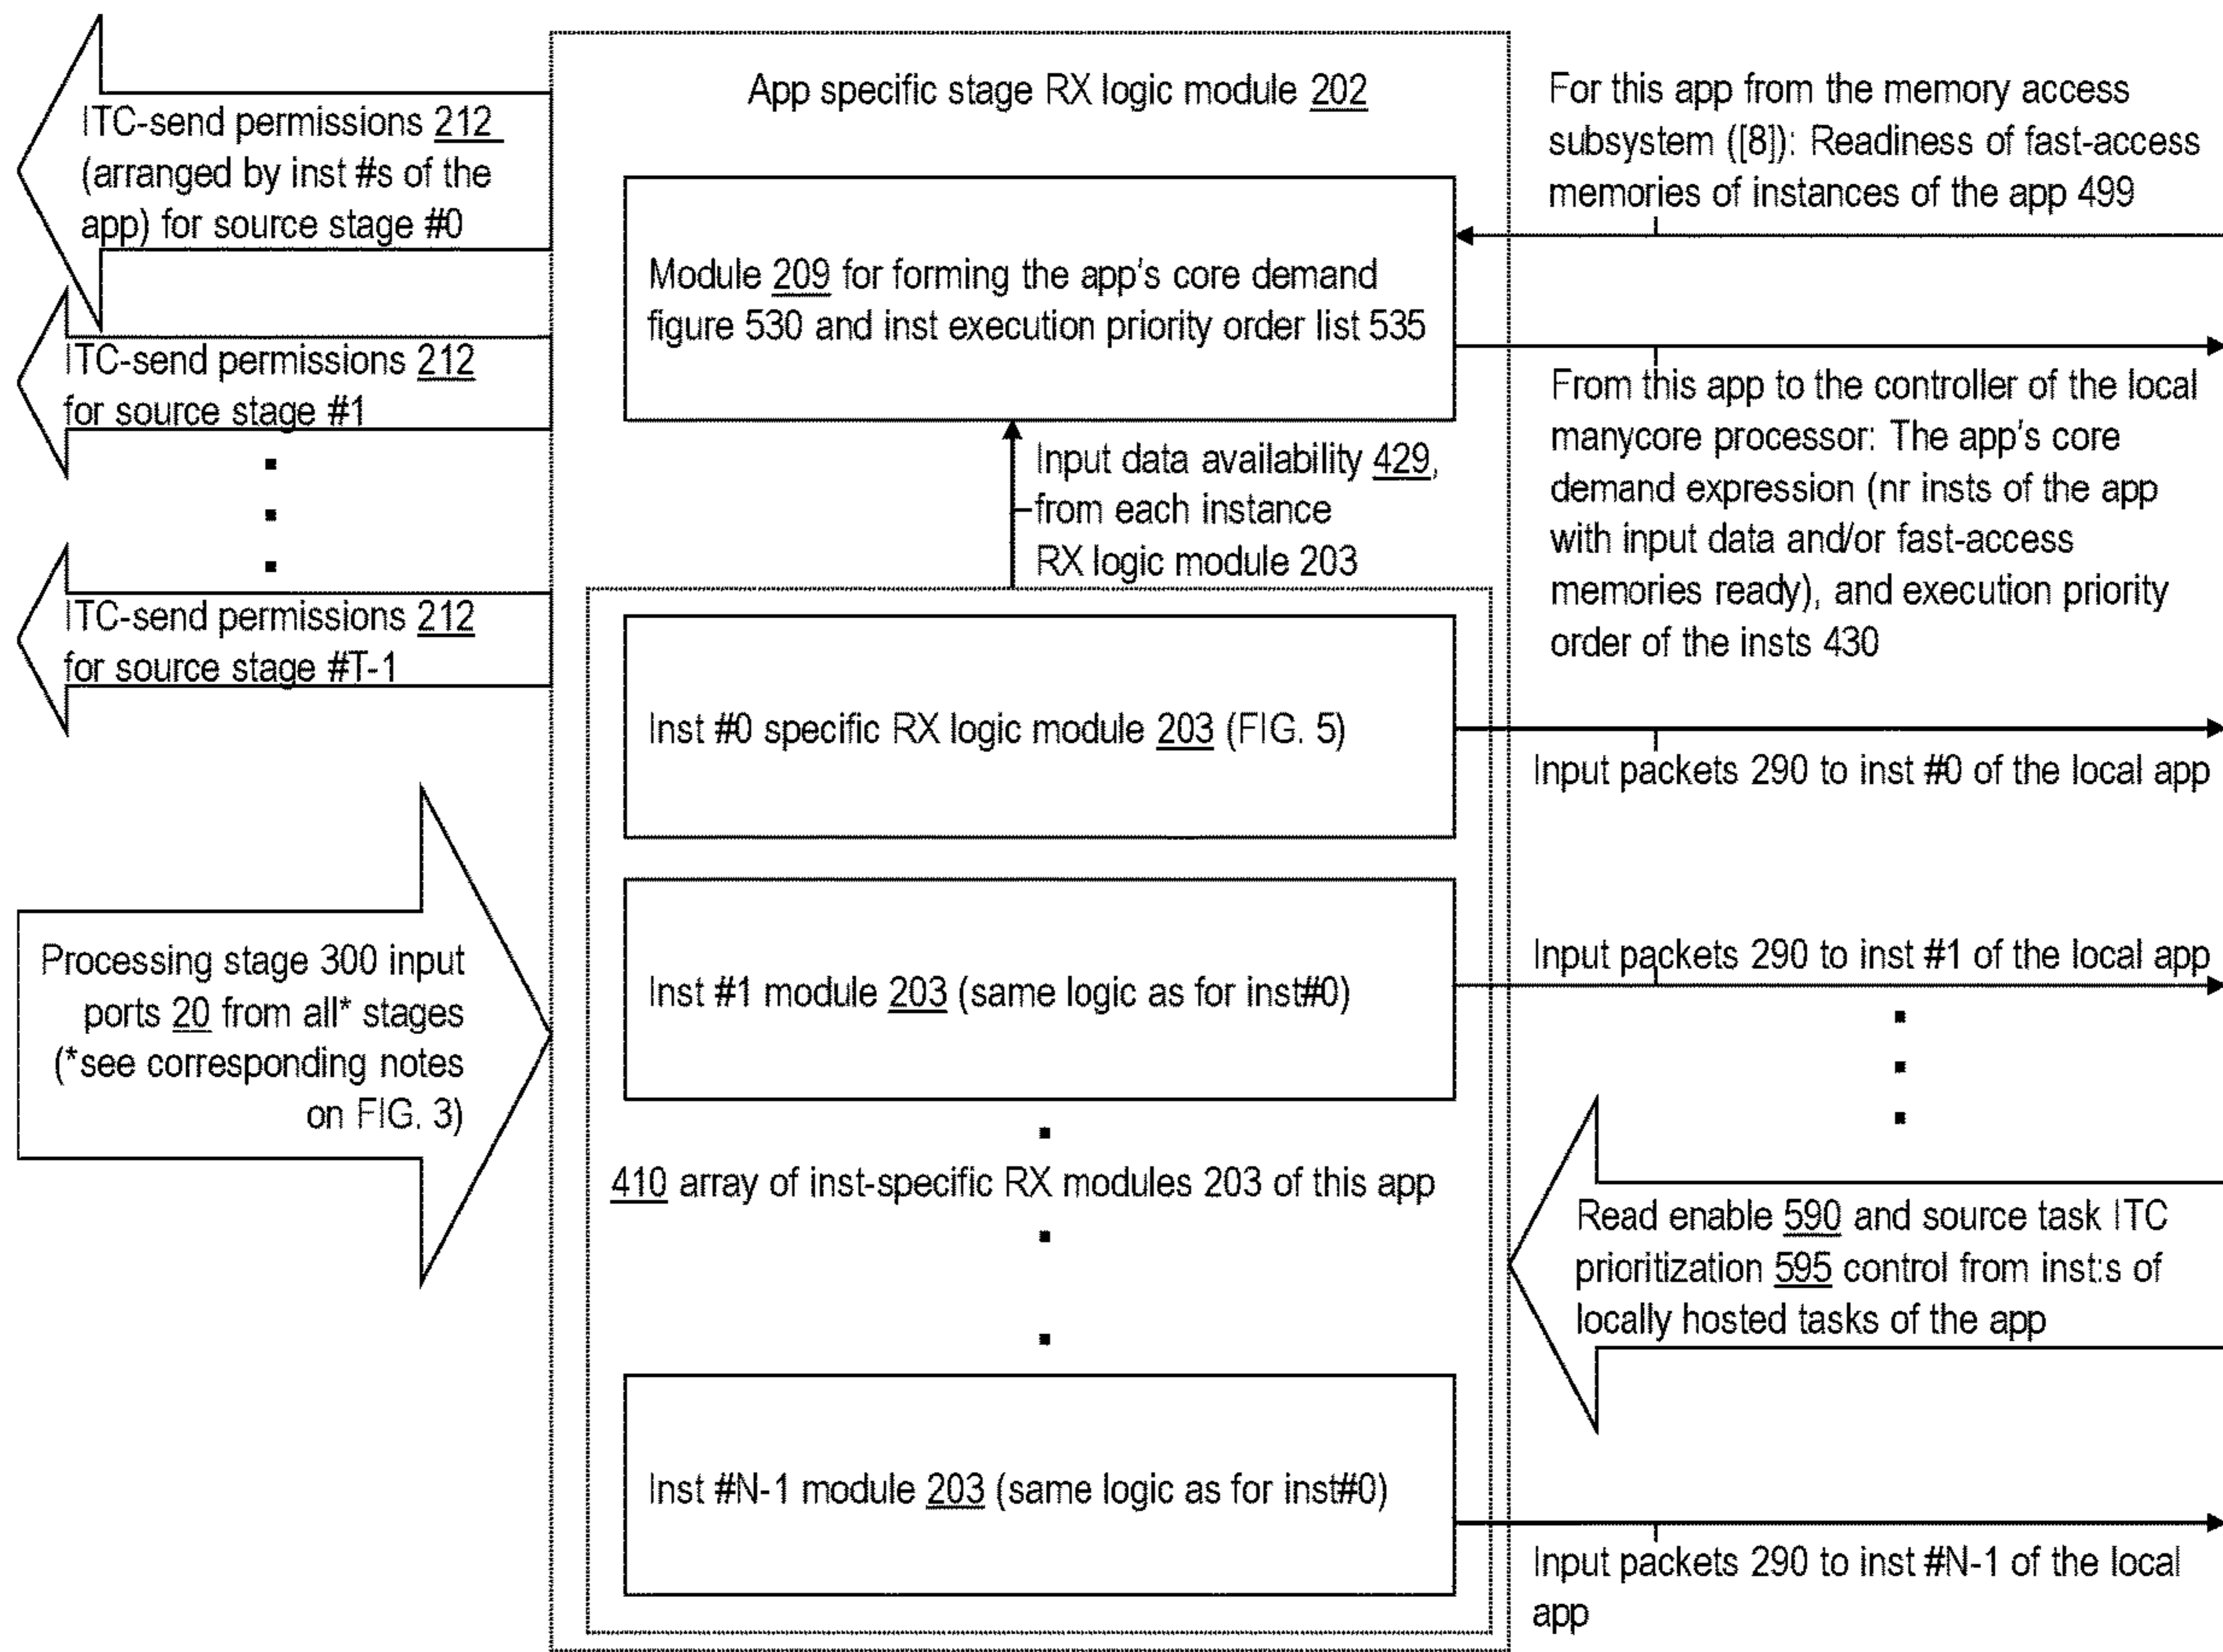 App specific stage RX logic module 202
ITC-send permissions 212
(arranged by inst #s of the
app) for source stage #0
ITC-send permissions 212
for source stage #1
ITC-send permissions 212
for source stage #T-1
Processing stage 300 input
ports 20 from all* stages
(*see corresponding notes
on FIG. 3)
Module 209 for forming the app's core demand
figure 530 and inst execution priority order list 535
Input data availability 429,
from each instance
RX logic module 203
Inst #0 specific RX logic module 203 (FIG. 5)
Inst #1 module 203 (same logic as for inst#0)
410 array of inst-specific RX modules 203 of this app
Inst #N-1 module 203 (same logic as for inst#0)
For this app from the memory access
subsystem ([8]): Readiness of fast-access
memories of instances of the app 499
From this app to the controller of the local
manycore processor: The app's core
demand expression (nr insts of the app
with input data and/or fast-access
memories ready), and execution priority
order of the insts 430
Input packets 290 to inst #0 of the local app
Input packets 290 to inst #1 of the local app
Read enable 590 and source task ITC
prioritization 595 control from inst:s of
locally hosted tasks of the app
Input packets 290 to inst #N-1 of the local
app